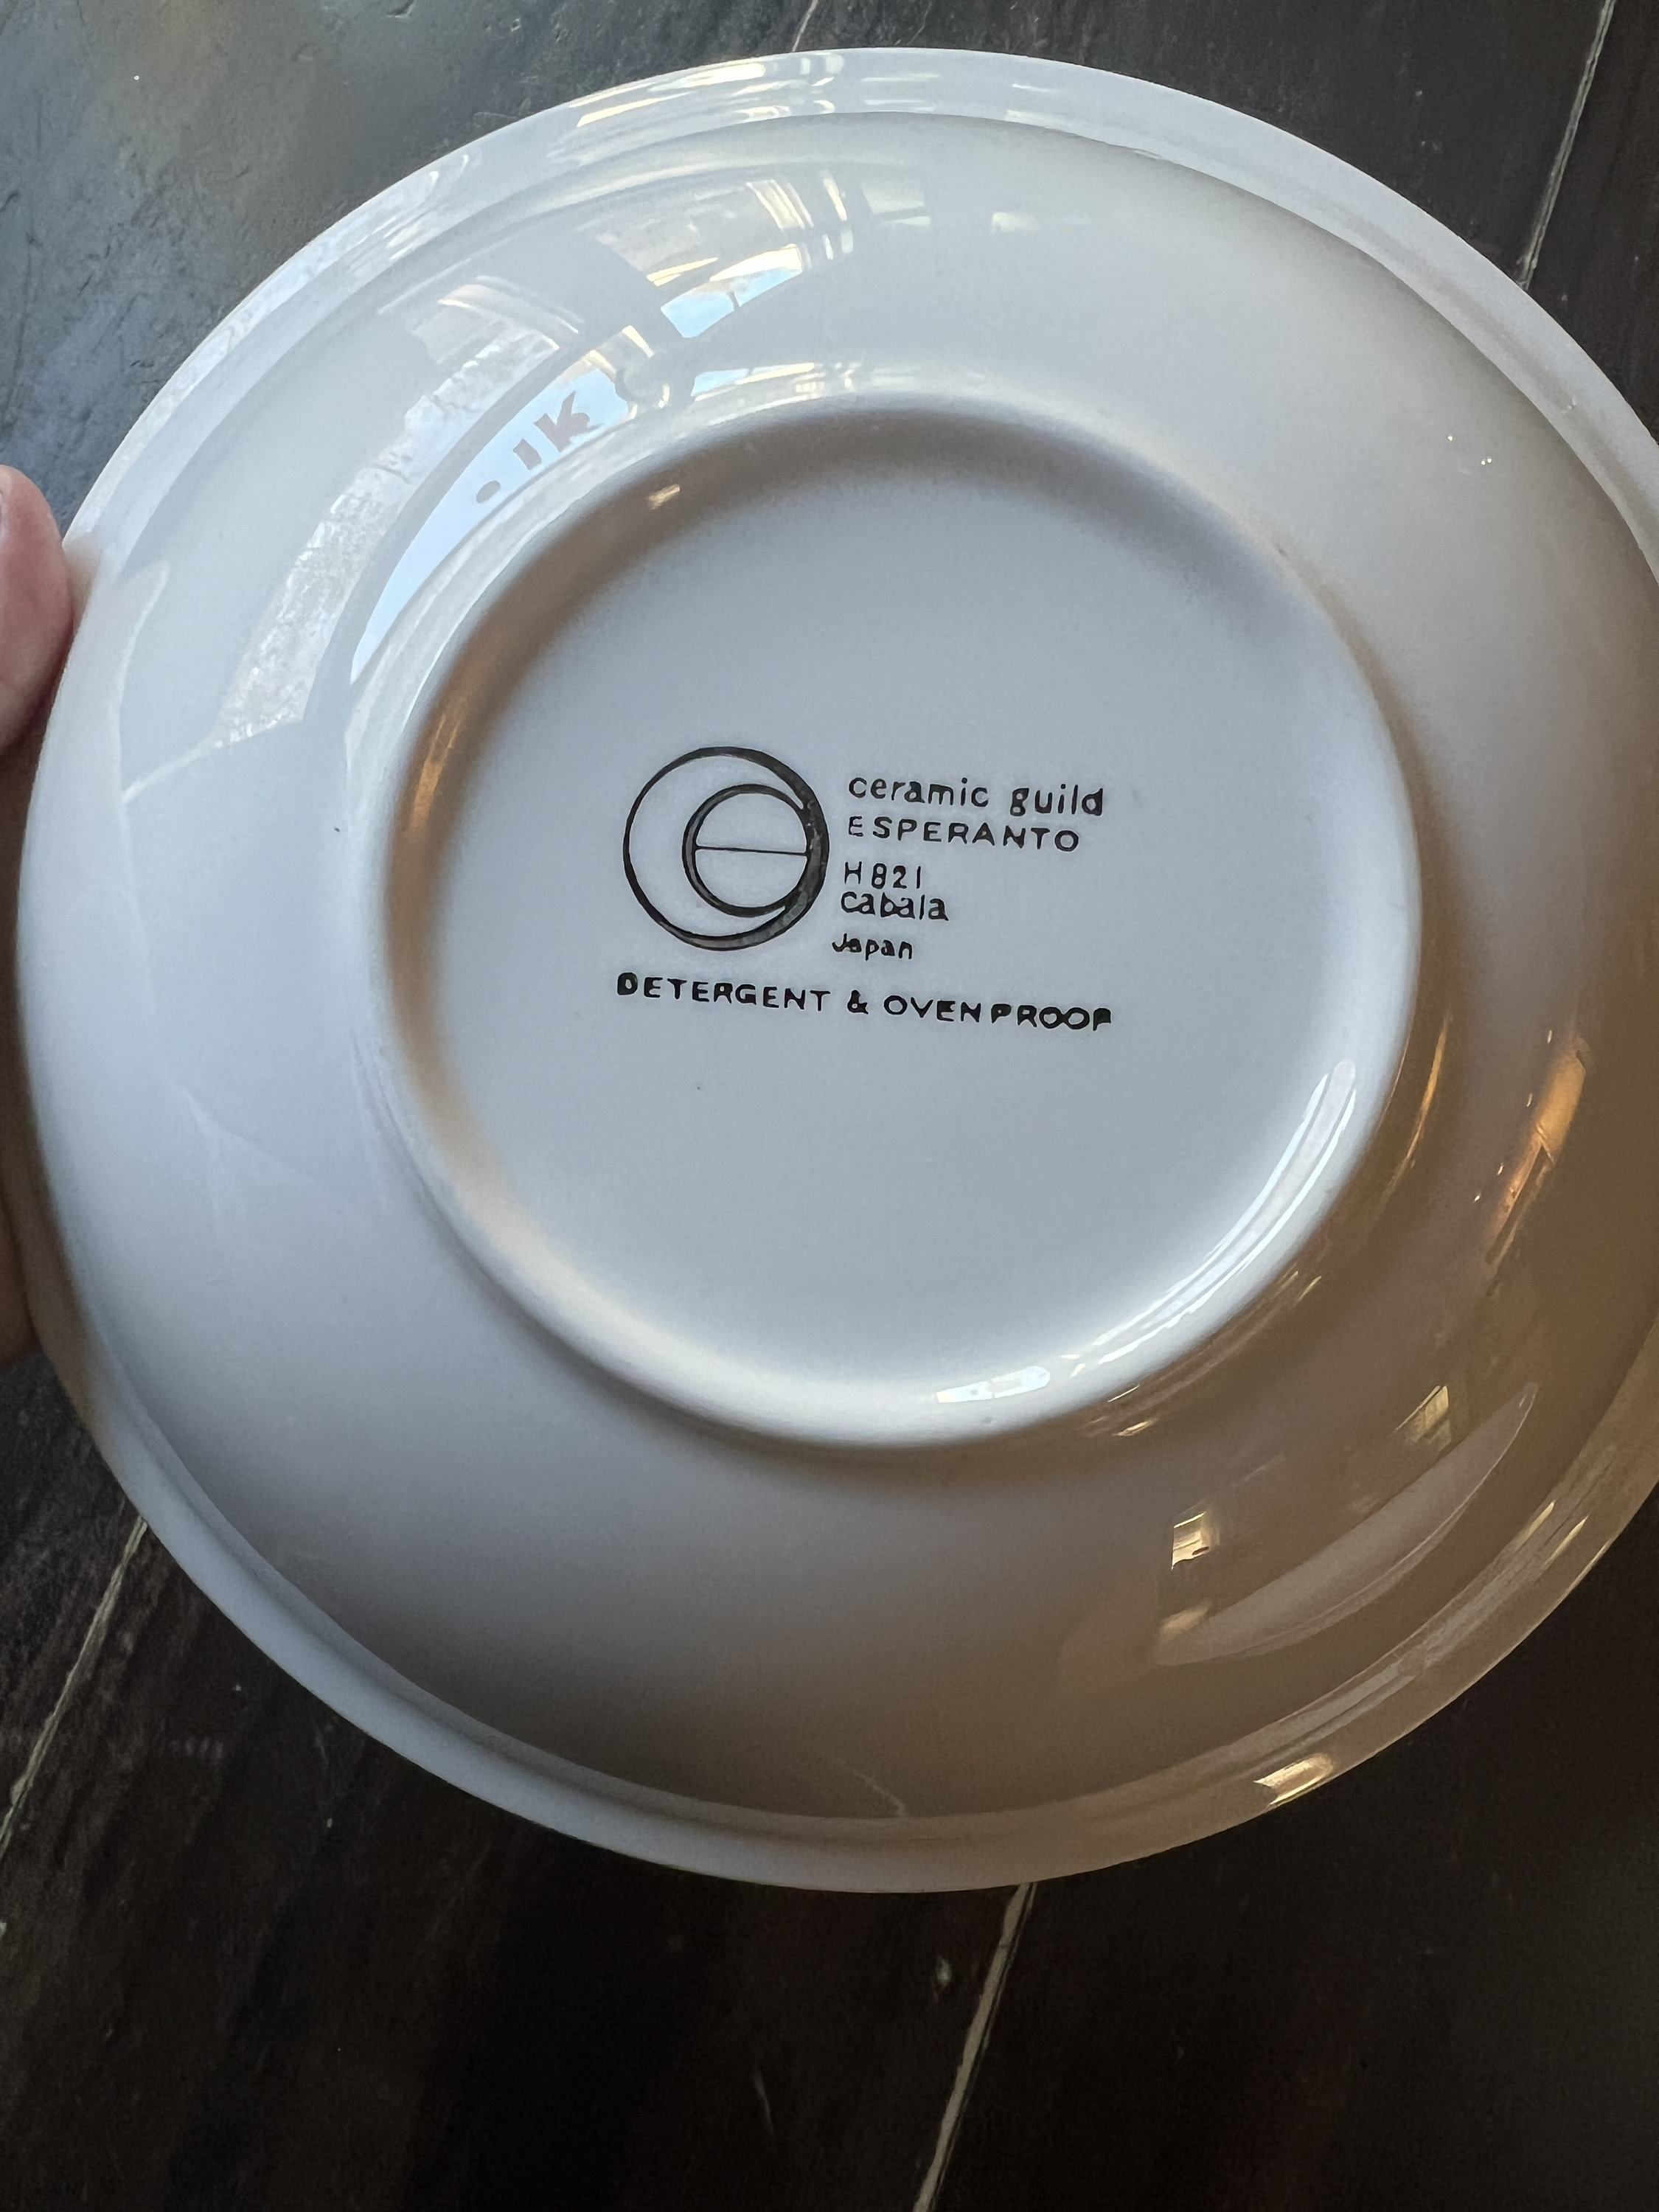 ceramic guild
ESPERANTO
H821
Cabala
Japan
DETERGENT & OVENPROOF